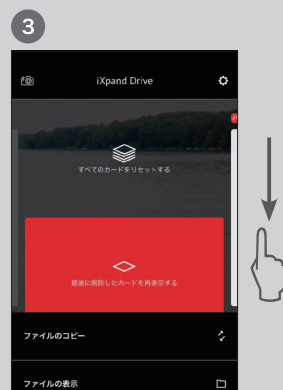 3
iXpand Drive
すべてのカードをリセットする
最後に削除したカードを再表示する
ファイルのコピー
ファイルの表示